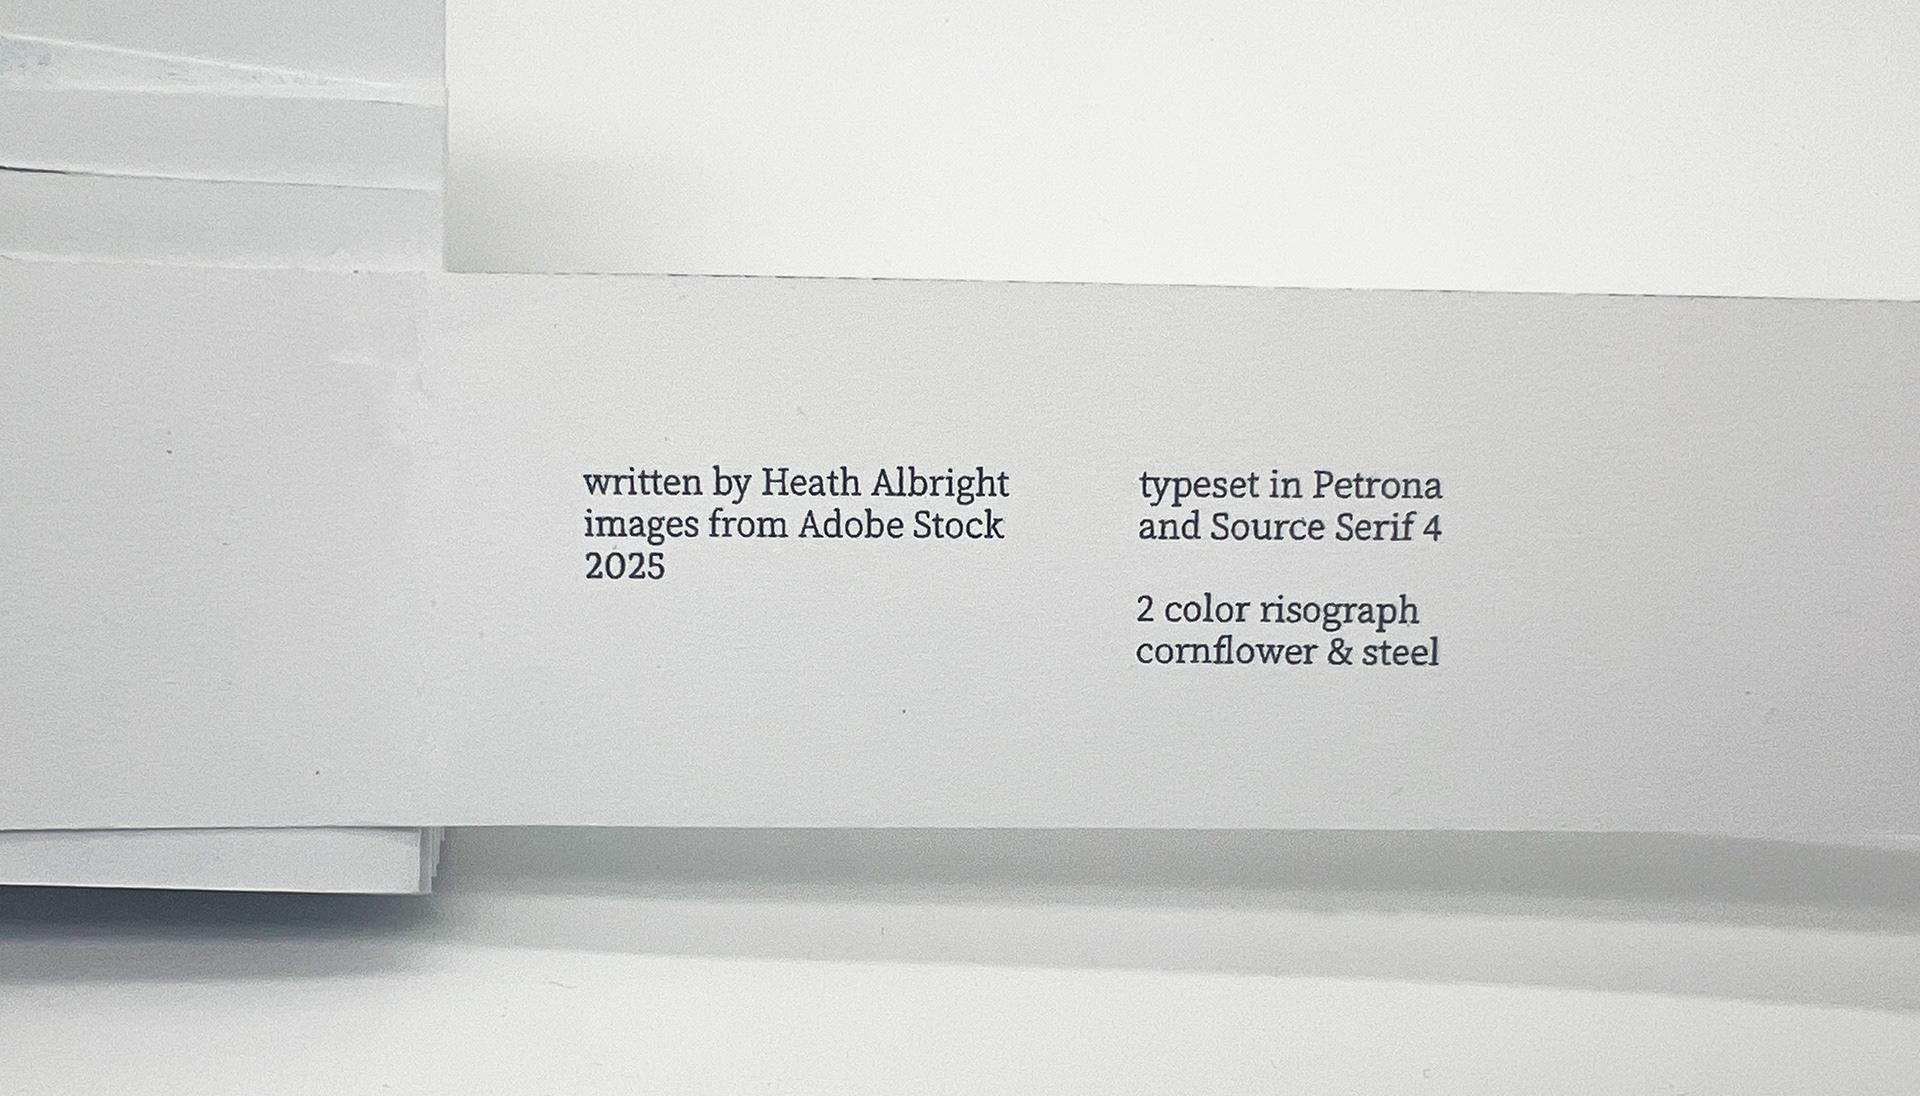 written by Heath Albright
images from Adobe Stock
2025
typeset in Petrona
and Source Serif 4
2 color risograph
cornflower & steel